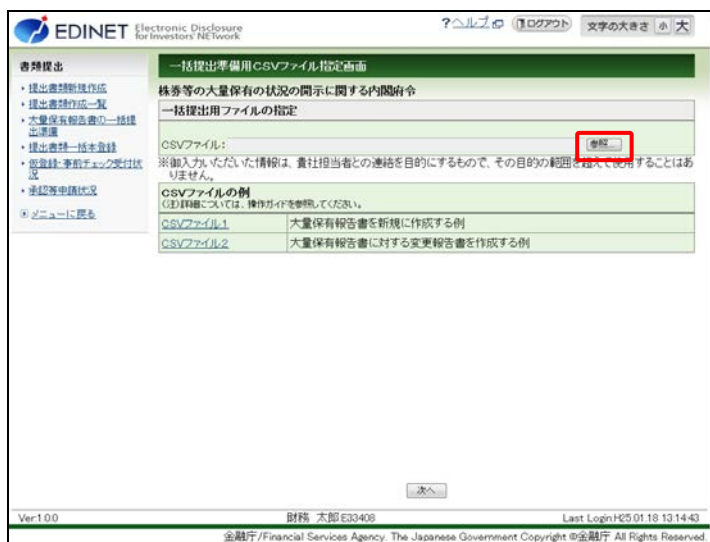 EDINET Electronic Disclosure for Investors' NETwork
?ヘルプ ログアウト 文字の大きさ 小 大
書類提出
・提出書類新規作成
・提出書類作成一覧
・大量保有報告書の一括提
出準備
・提出書類一括本登録
・仮登録・事前チェック受付状
況
・承認等申請状況
メニューに戻る
一括提出準備用CSVファイル指定画面
株券等の大量保有の状況の開示に関する内閣府令
一括提出用ファイルの指定
CSVファイル: 参照...
※御入力いただいた情報は、貴社担当者との連絡を目的にするもので、その目的の範囲を超えて使用することはあ
りません。
CSVファイルの例
(注)詳細については、操作ガイドを参照してください。
CSVファイル1 大量保有報告書を新規に作成する例
CSVファイル2 大量保有報告書に対する変更報告書を作成する例
次へ
Ver.1.0.0 財務 太郎 E33408 Last Login:H25.01.18 13:14:43
金融庁/Financial Services Agency. The Japanese Government Copyright ©金融庁 All Rights Reserved.